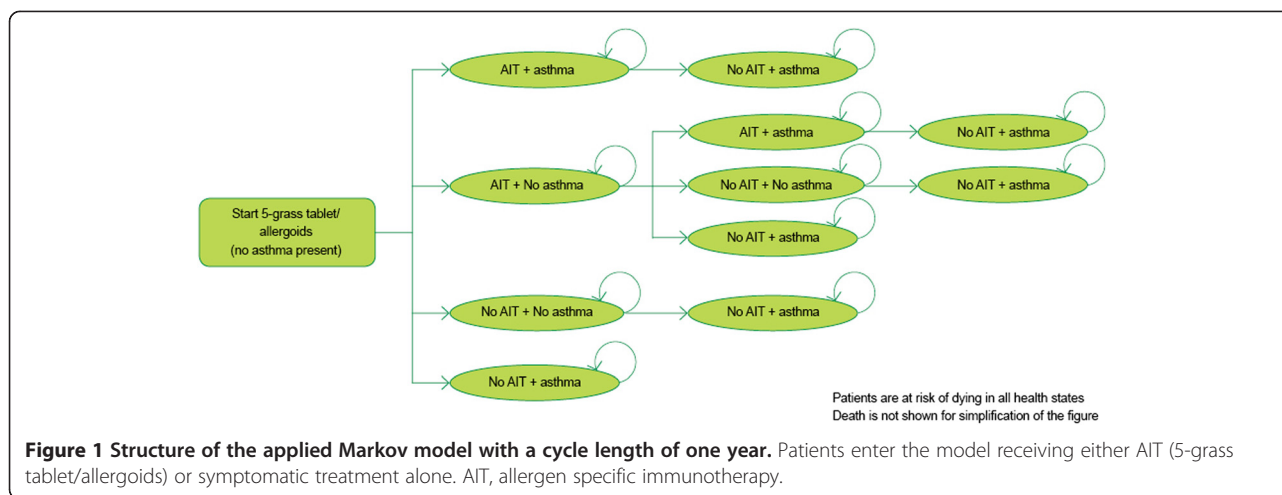 AIT + asthma
No AIT + asthma
AIT + asthma
No AIT + asthma
AIT + No asthma
No AIT + No asthma
No AIT + asthma
Start 5-grass tablet/
allergoids
(no asthma present)
No AIT + asthma
No AIT + No asthma
No AIT + asthma
No AIT + asthma
Patients are at risk of dying in all health states
Death is not shown for simplification of the figure
Figure 1 Structure of the applied Markov model with a cycle length of one year. Patients enter the model receiving either AIT (5-grass
tablet/allergoids) or symptomatic treatment alone. AIT, allergen specific immunotherapy.